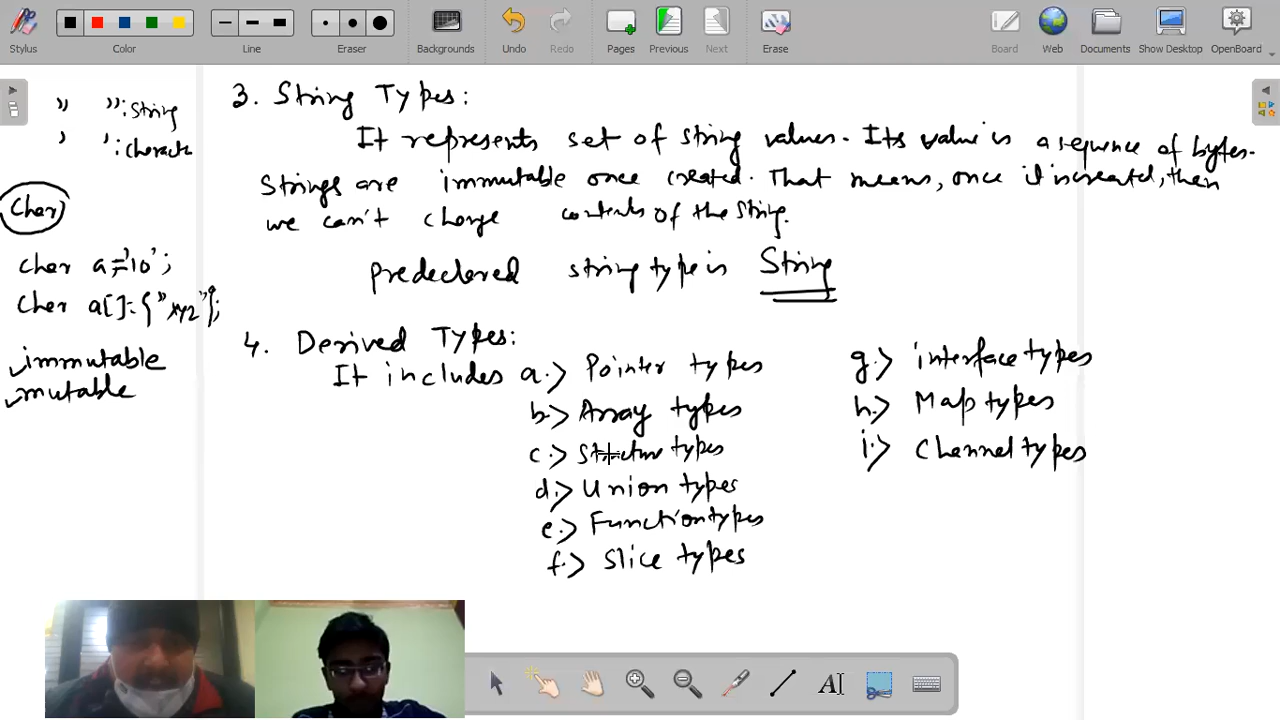 Stylus
Color
Line
Eraser
Backgrounds
Undo
Redo
Pages
Previous
Next
Erase
Board
Web
Documents
Show Desktop
OpenBoard
" " : String
' ' : characte
Char
char a='10';
Char a[]={"xyz"};
immutable
mutable
3. String Types:
It represents set of string values. Its value is a sequence of bytes.
Strings are immutable once created. That means, once it is created, then
we can't change contents of the string.
predeclared string type is String
4. Derived Types:
It includes a.> Pointer types
b.> Array types
c.> Structur types
d.> Union types
e.> Function types
f.> Slice types
g.> interface types
h.> Map types
i.> Channel types
AI